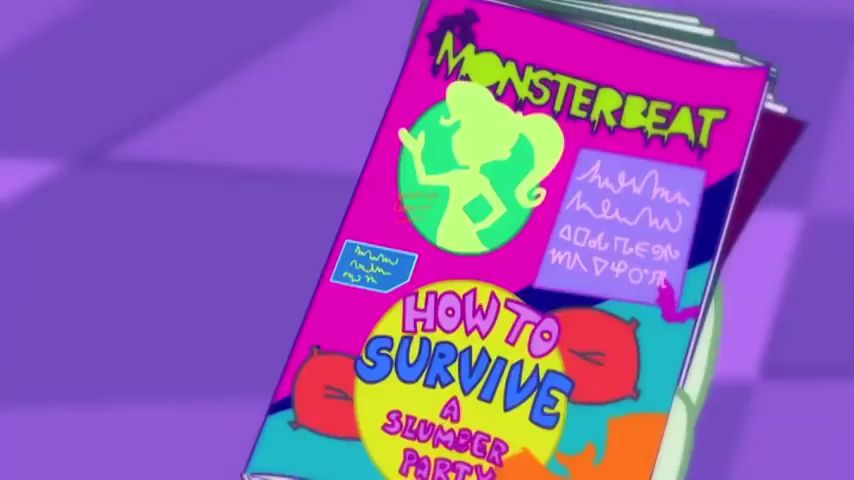 MONSTERBEAT
HOW TO
SURVIVE
A
SLUMBER
PARTY